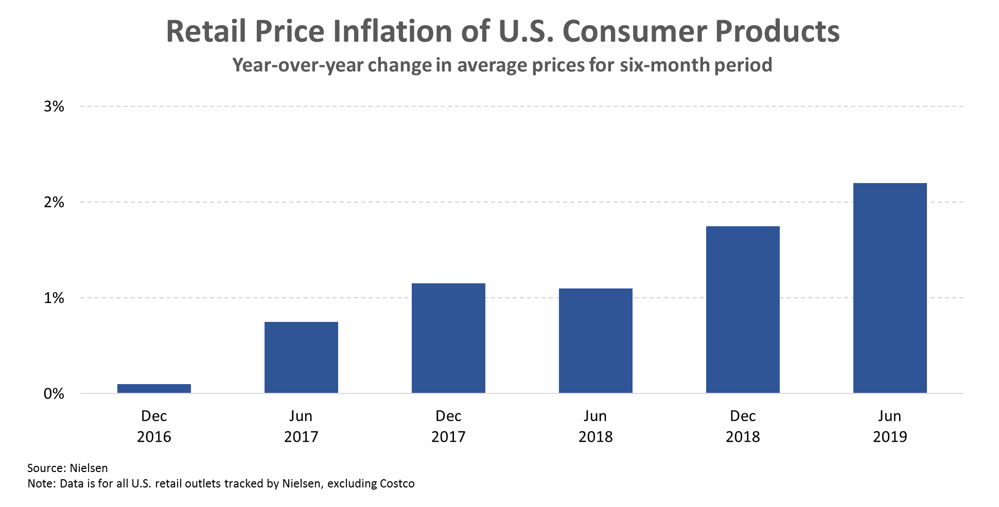 Retail Price Inflation of U.S. Consumer Products
Year-over-year change in average prices for six-month period
3%
2%
1%
0%
Dec
2016
Jun
2017
Dec
2017
Jun
2018
Dec
2018
Jun
2019
Source: Nielsen
Note: Data is for all U.S. retail outlets tracked by Nielsen, excluding Costco